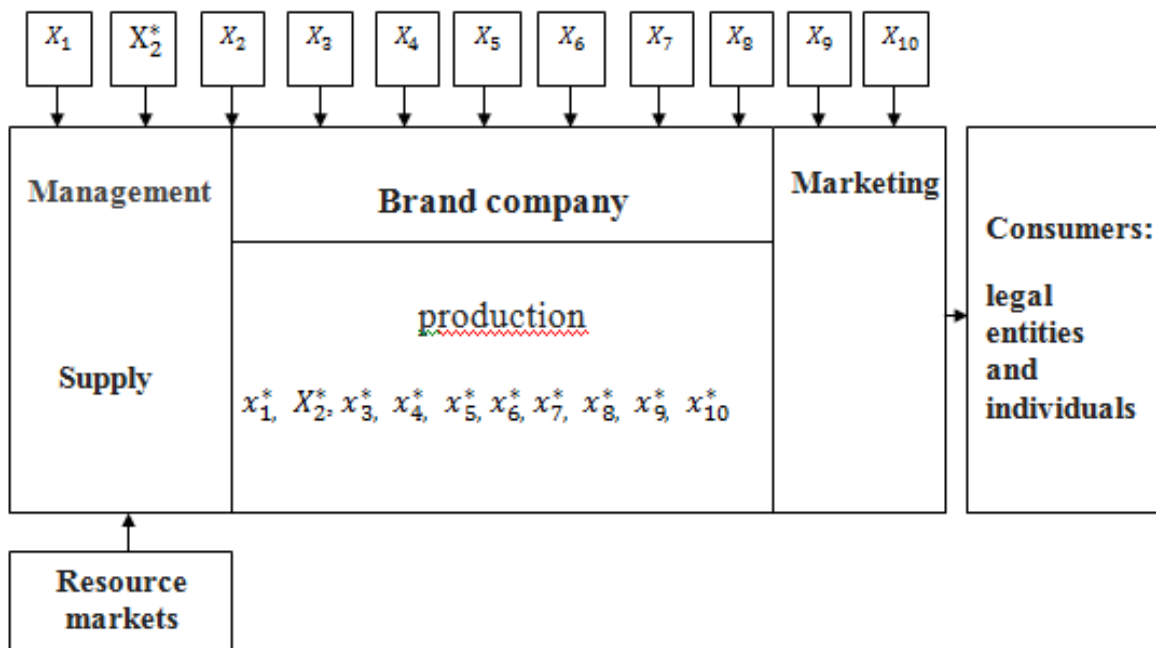 X₁ X₂* X₂ X₃ X₄ X₅ X₆ X₇ X₈ X₉ X₁₀
Management
Brand company
Marketing
production
Supply
x₁*, X₂*, x₃*, x₄*, x₅*, x₆*, x₇*, x₈*, x₉*, x₁₀*
Consumers:
legal
entities
and
individuals
Resource
markets